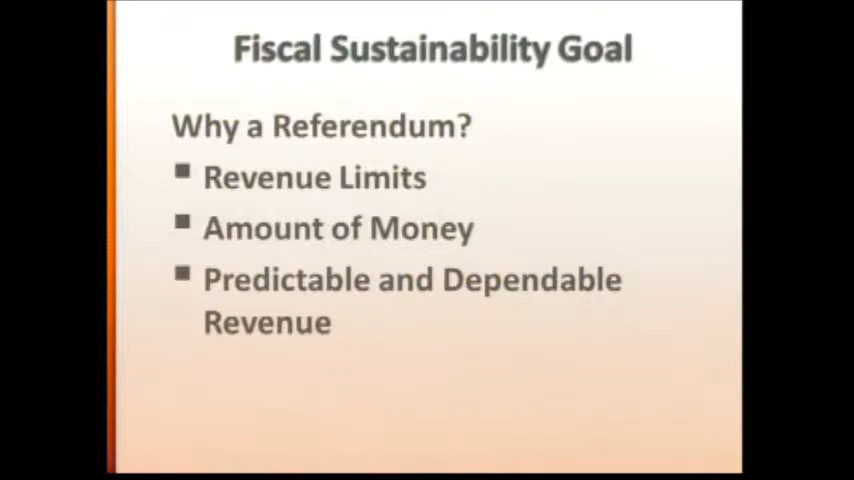 Fiscal Sustainability Goal
Why a Referendum?
▪ Revenue Limits
▪ Amount of Money
▪ Predictable and Dependable
Revenue